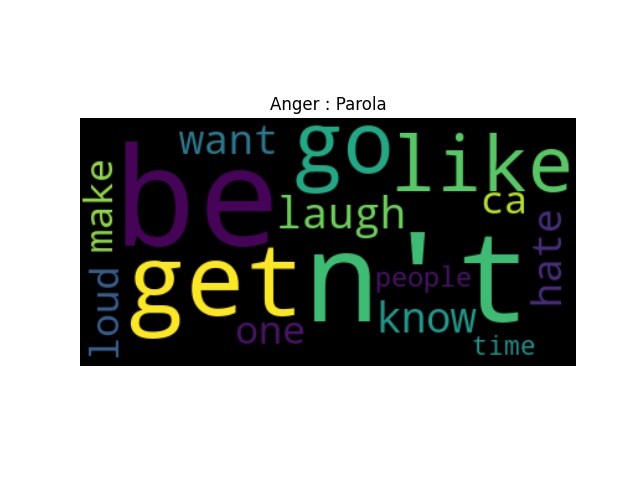 Anger : Parola
want
go
like
make
be
laugh
ca
hate
get
n't
people
loud
one
know
time